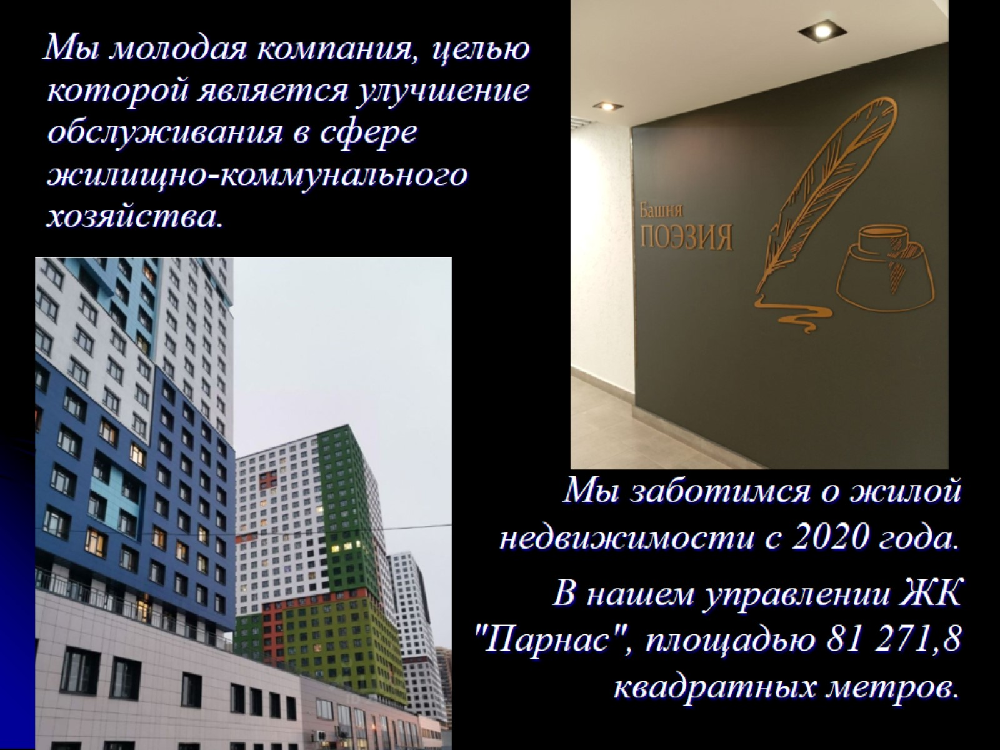 Мы молодая компания, целью
которой является улучшение
обслуживания в сфере
жилищно-коммунального
хозяйства.
Башня
ПОЭЗИЯ
Мы заботимся о жилой
недвижимости с 2020 года.
В нашем управлении ЖК
"Парнас", площадью 81 271,8
квадратных метров.